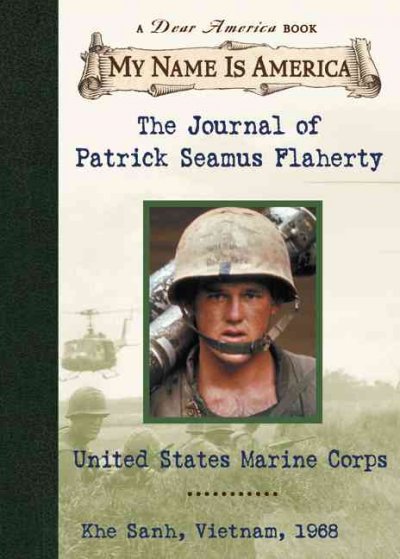 A Dear America BOOK
MY NAME IS AMERICA
The Journal of
Patrick Seamus Flaherty
United States Marine Corps
Khe Sanh, Vietnam, 1968